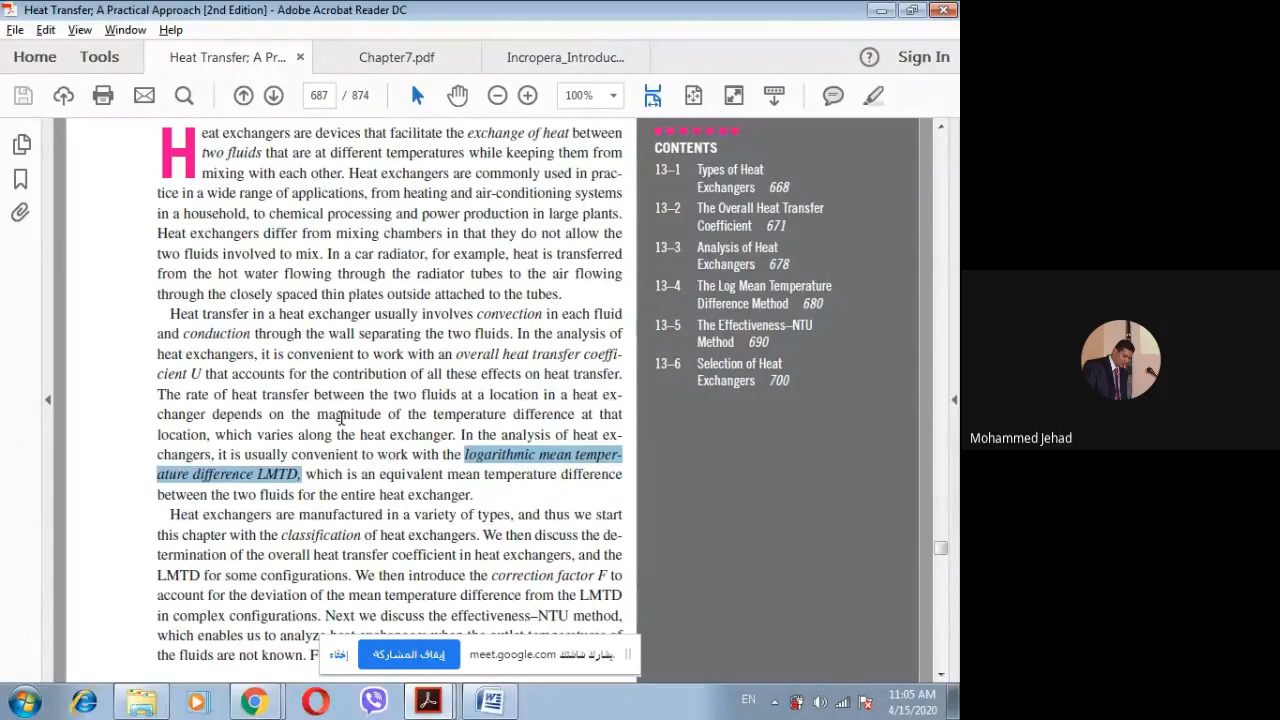 Heat Transfer; A Practical Approach [2nd Edition] - Adobe Acrobat Reader DC
File Edit View Window Help
Home Tools Heat Transfer; A Pr... × Chapter7.pdf Incropera_Introduc... ? Sign In
687 / 874 100%
Heat exchangers are devices that facilitate the exchange of heat between
two fluids that are at different temperatures while keeping them from
mixing with each other. Heat exchangers are commonly used in prac-
tice in a wide range of applications, from heating and air-conditioning systems
in a household, to chemical processing and power production in large plants.
Heat exchangers differ from mixing chambers in that they do not allow the
two fluids involved to mix. In a car radiator, for example, heat is transferred
from the hot water flowing through the radiator tubes to the air flowing
through the closely spaced thin plates outside attached to the tubes.
Heat transfer in a heat exchanger usually involves convection in each fluid
and conduction through the wall separating the two fluids. In the analysis of
heat exchangers, it is convenient to work with an overall heat transfer coeffi-
cient U that accounts for the contribution of all these effects on heat transfer.
The rate of heat transfer between the two fluids at a location in a heat ex-
changer depends on the magnitude of the temperature difference at that
location, which varies along the heat exchanger. In the analysis of heat ex-
changers, it is usually convenient to work with the logarithmic mean temper-
ature difference LMTD, which is an equivalent mean temperature difference
between the two fluids for the entire heat exchanger.
Heat exchangers are manufactured in a variety of types, and thus we start
this chapter with the classification of heat exchangers. We then discuss the de-
termination of the overall heat transfer coefficient in heat exchangers, and the
LMTD for some configurations. We then introduce the correction factor F to
account for the deviation of the mean temperature difference from the LMTD
in complex configurations. Next we discuss the effectiveness–NTU method,
which enables us to analyze
the fluids are not known. F
CONTENTS
13–1 Types of Heat
Exchangers 668
13–2 The Overall Heat Transfer
Coefficient 671
13–3 Analysis of Heat
Exchangers 678
13–4 The Log Mean Temperature
Difference Method 680
13–5 The Effectiveness–NTU
Method 690
13–6 Selection of Heat
Exchangers 700
Mohammed Jehad
meet.google.com يشارك شاشتك
إيقاف المشاركة
إخفاء
EN
11:05 AM
4/15/2020